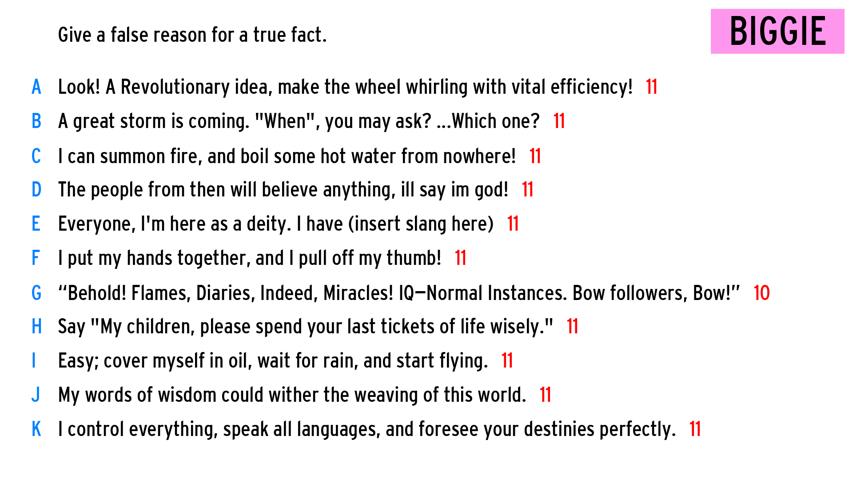 Give a false reason for a true fact.
BIGGIE
A Look! A Revolutionary idea, make the wheel whirling with vital efficiency! 11
B A great storm is coming. "When", you may ask? ...Which one? 11
C I can summon fire, and boil some hot water from nowhere! 11
D The people from then will believe anything, ill say im god! 11
E Everyone, I'm here as a deity. I have (insert slang here) 11
F I put my hands together, and I pull off my thumb! 11
G “Behold! Flames, Diaries, Indeed, Miracles! IQ—Normal Instances. Bow followers, Bow!” 10
H Say "My children, please spend your last tickets of life wisely." 11
I Easy; cover myself in oil, wait for rain, and start flying. 11
J My words of wisdom could wither the weaving of this world. 11
K I control everything, speak all languages, and foresee your destinies perfectly. 11